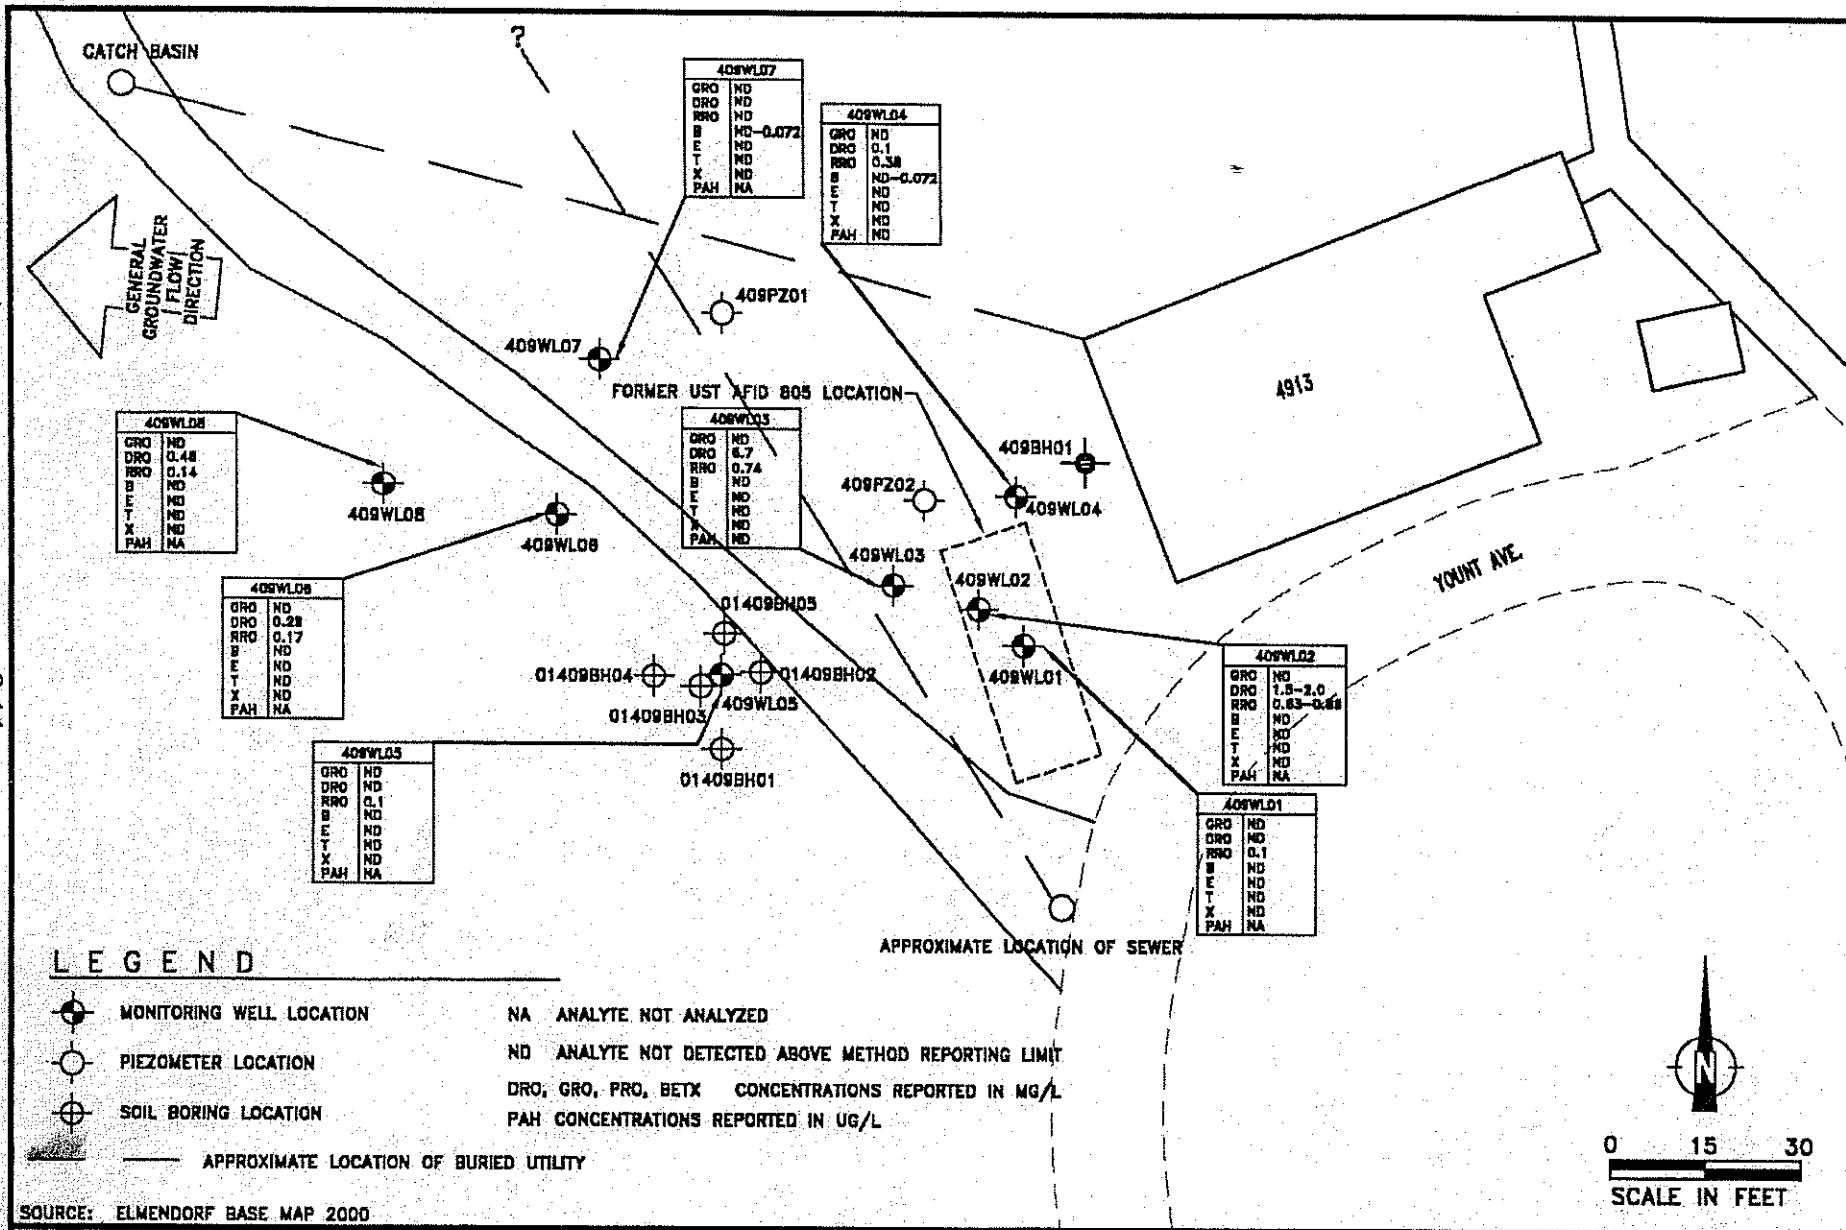 CATCH BASIN
?
GENERAL
GROUNDWATER
FLOW
DIRECTION
409WL07
GRO ND
DRO ND
RRO ND
B ND-0.072
E ND
T ND
X ND
PAH NA
409WL04
GRO ND
DRO 0.1
RRO 0.38
B ND-0.072
E ND
T ND
X ND
PAH ND
409PZ01
409WL07
FORMER UST AFID 805 LOCATION
4913
409WL08
GRO ND
DRO 0.48
RRO 0.14
B ND
E ND
T ND
X ND
PAH NA
409WL03
GRO ND
DRO 6.7
RRO 0.74
B ND
E ND
T ND
X ND
PAH ND
409BH01
409PZ02
409WL04
409WL08
409WL06
409WL03
409WL02
YOUNT AVE.
409WL06
GRO ND
DRO 0.28
RRO 0.17
B ND
E ND
T ND
X ND
PAH NA
01409BH05
01409BH04
01409BH02
409WL05
01409BH03
01409BH01
409WL01
409WL02
GRO ND
DRO 1.5-2.0
RRO
B ND
E ND
T ND
X ND
PAH NA
409WL05
GRO ND
DRO ND
RRO 0.1
B ND
E ND
T ND
X ND
PAH NA
409WL01
GRO ND
DRO ND
RRO 0.1
B ND
E ND
T ND
X ND
PAH NA
APPROXIMATE LOCATION OF SEWER
LEGEND
MONITORING WELL LOCATION
PIEZOMETER LOCATION
SOIL BORING LOCATION
APPROXIMATE LOCATION OF BURIED UTILITY
NA ANALYTE NOT ANALYZED
ND ANALYTE NOT DETECTED ABOVE METHOD REPORTING LIMIT
DRO, GRO, PRO, BETX CONCENTRATIONS REPORTED IN MG/L
PAH CONCENTRATIONS REPORTED IN UG/L
N
0 15 30
SCALE IN FEET
SOURCE: ELMENDORF BASE MAP 2000